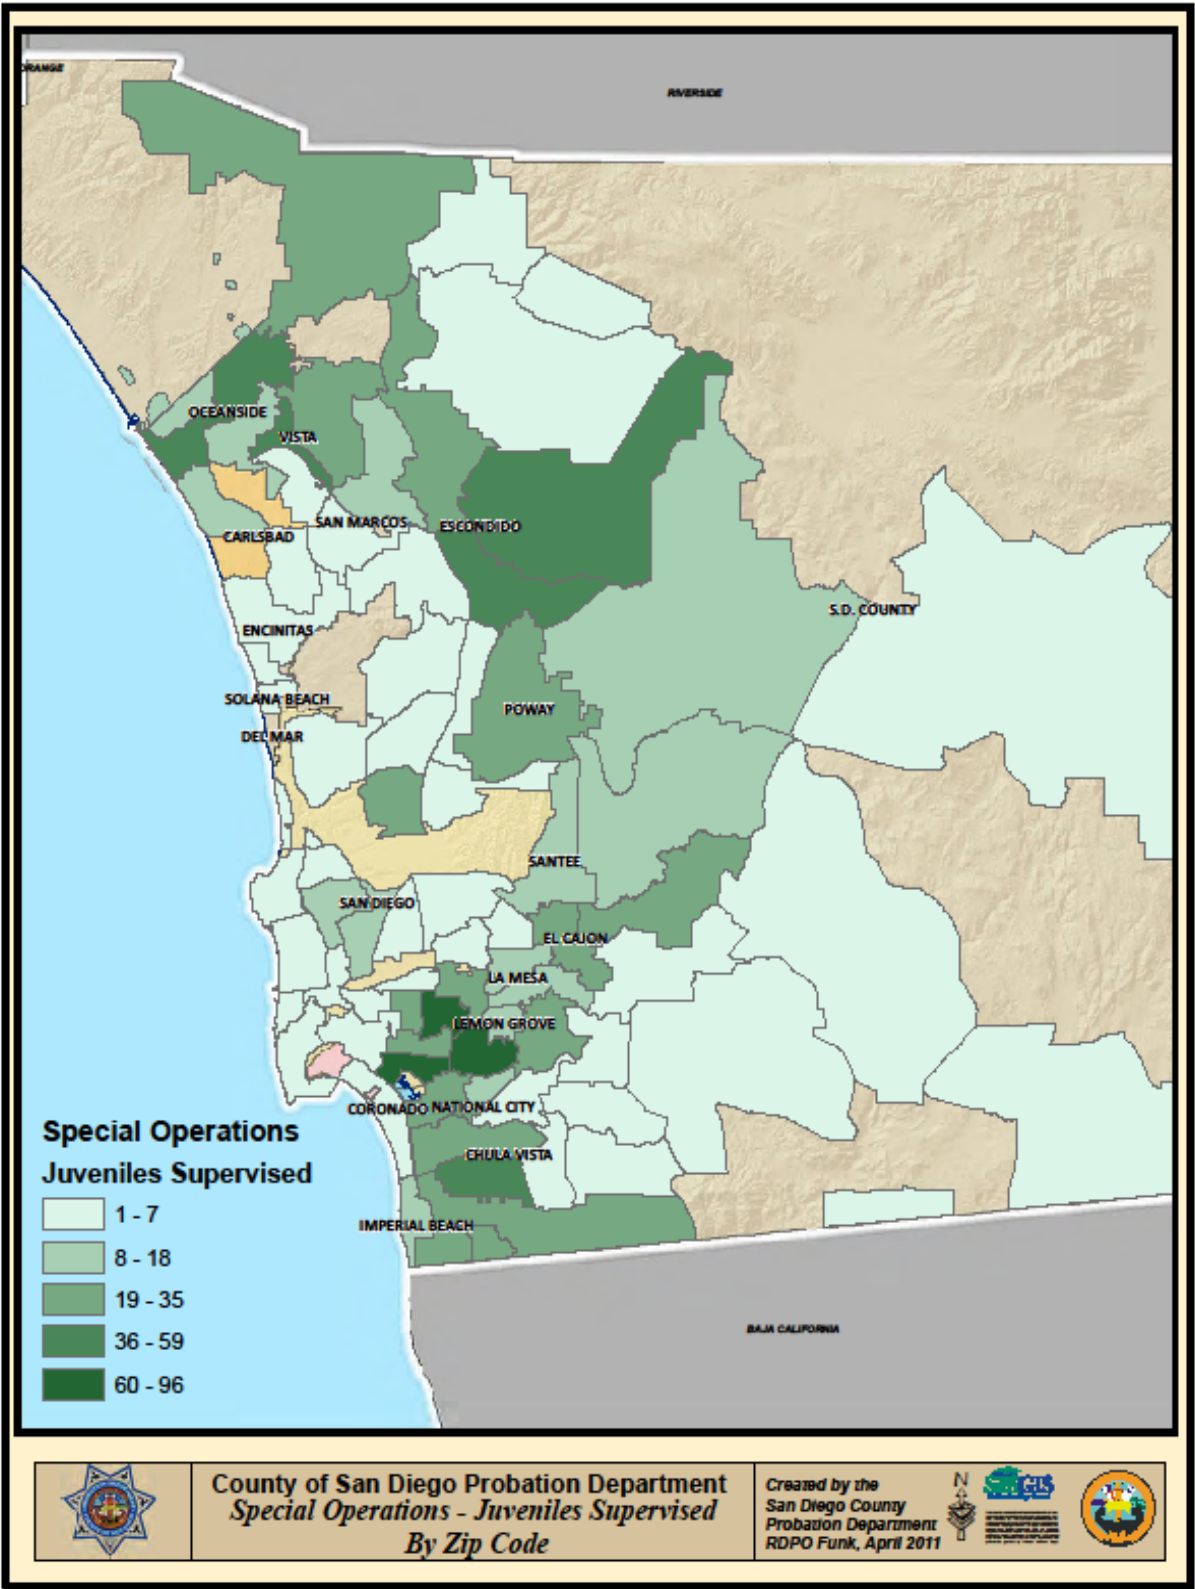 ORANGE
RIVERSIDE
OCEANSIDE
VISTA
SAN MARCOS
ESCONDIDO
CARLSBAD
S.D. COUNTY
ENCINITAS
SOLANA BEACH
POWAY
DEL MAR
SANTEE
SAN DIEGO
EL CAJON
LA MESA
LEMON GROVE
CORONADO
NATIONAL CITY
CHULA VISTA
IMPERIAL BEACH
BAJA CALIFORNIA
Special Operations
Juveniles Supervised
1 - 7
8 - 18
19 - 35
36 - 59
60 - 96
County of San Diego Probation Department
Special Operations - Juveniles Supervised
By Zip Code
Created by the
San Diego County
Probation Department
RDPO Funk, April 2011
N